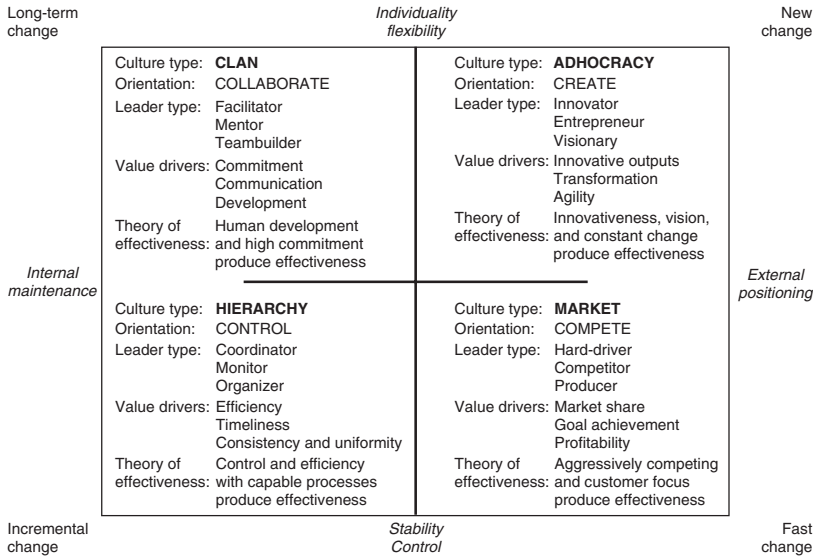 Long-term
change
Individuality
flexibility
New
change
Culture type: CLAN
Orientation: COLLABORATE
Leader type: Facilitator
Mentor
Teambuilder
Value drivers: Commitment
Communication
Development
Theory of Human development
effectiveness: and high commitment
produce effectiveness
Culture type: ADHOCRACY
Orientation: CREATE
Leader type: Innovator
Entrepreneur
Visionary
Value drivers: Innovative outputs
Transformation
Agility
Theory of Innovativeness, vision,
effectiveness: and constant change
produce effectiveness
Internal
maintenance
External
positioning
Culture type: HIERARCHY
Orientation: CONTROL
Leader type: Coordinator
Monitor
Organizer
Value drivers: Efficiency
Timeliness
Consistency and uniformity
Theory of Control and efficiency
effectiveness: with capable processes
produce effectiveness
Culture type: MARKET
Orientation: COMPETE
Leader type: Hard-driver
Competitor
Producer
Value drivers: Market share
Goal achievement
Profitability
Theory of Aggressively competing
effectiveness: and customer focus
produce effectiveness
Incremental
change
Stability
Control
Fast
change